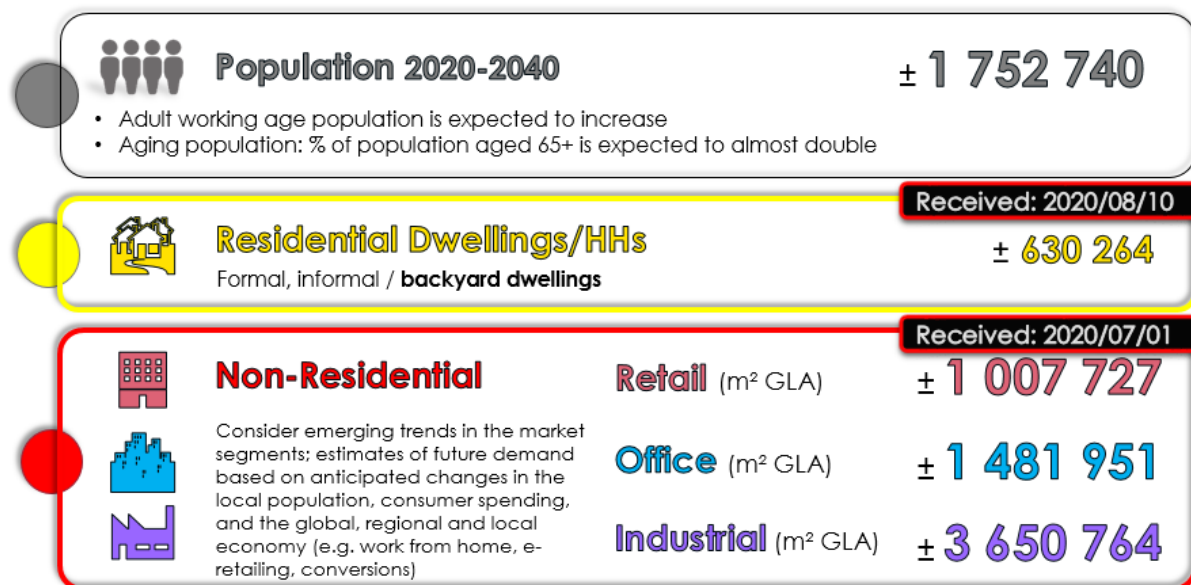 Population 2020-2040 ± 1 752 740
• Adult working age population is expected to increase
• Aging population: % of population aged 65+ is expected to almost double
Received: 2020/08/10
Residential Dwellings/HHs ± 630 264
Formal, informal / backyard dwellings
Received: 2020/07/01
Non-Residential
Consider emerging trends in the market
segments; estimates of future demand
based on anticipated changes in the
local population, consumer spending,
and the global, regional and local
economy (e.g. work from home, e-
retailing, conversions)
Retail (m² GLA) ± 1 007 727
Office (m² GLA) ± 1 481 951
Industrial (m² GLA) ± 3 650 764